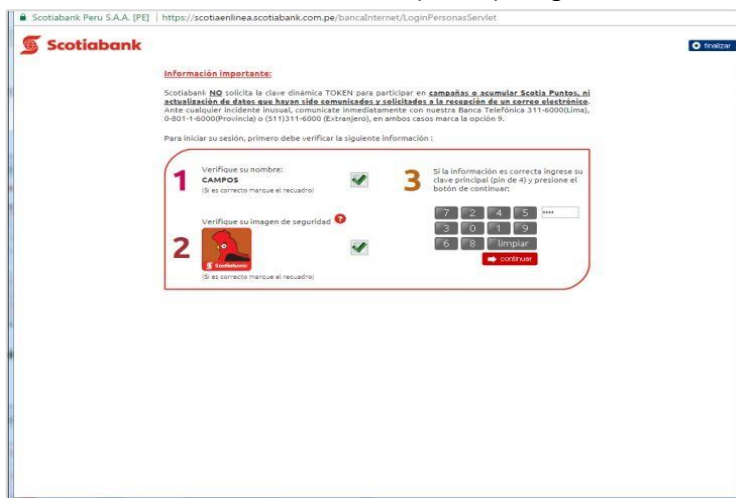 Scotiabank Peru S.A.A. [PE] https://scotiaenlinea.scotiabank.com.pe/bancaInternet/LoginPersonasServlet
Scotiabank
finalizar
Información importante:
Scotiabank NO solicita la clave dinámica TOKEN para participar en campañas o acumular Scotia Puntos, ni
actualización de datos que hayan sido comunicados y solicitados a la recepción de un correo electrónico.
Ante cualquier incidente inusual, comunicate inmediatamente con nuestra Banca Telefónica 311-6000(Lima),
0-801-1-6000(Provincia) o (511)311-6000 (Extranjero), en ambos casos marca la opción 9.
Para iniciar su sesión, primero debe verificar la siguiente información :
1
Verifique su nombre:
CAMPOS
(Si es correcto marque el recuadro)
2
Verifique su imagen de seguridad ?
Scotiabank
(Si es correcto marque el recuadro)
3
Si la información es correcta ingrese su
clave principal (pin de 4) y presione el
botón de continuar:
7 2 4 5 ****
3 0 1 9
6 8 limpiar
continuar